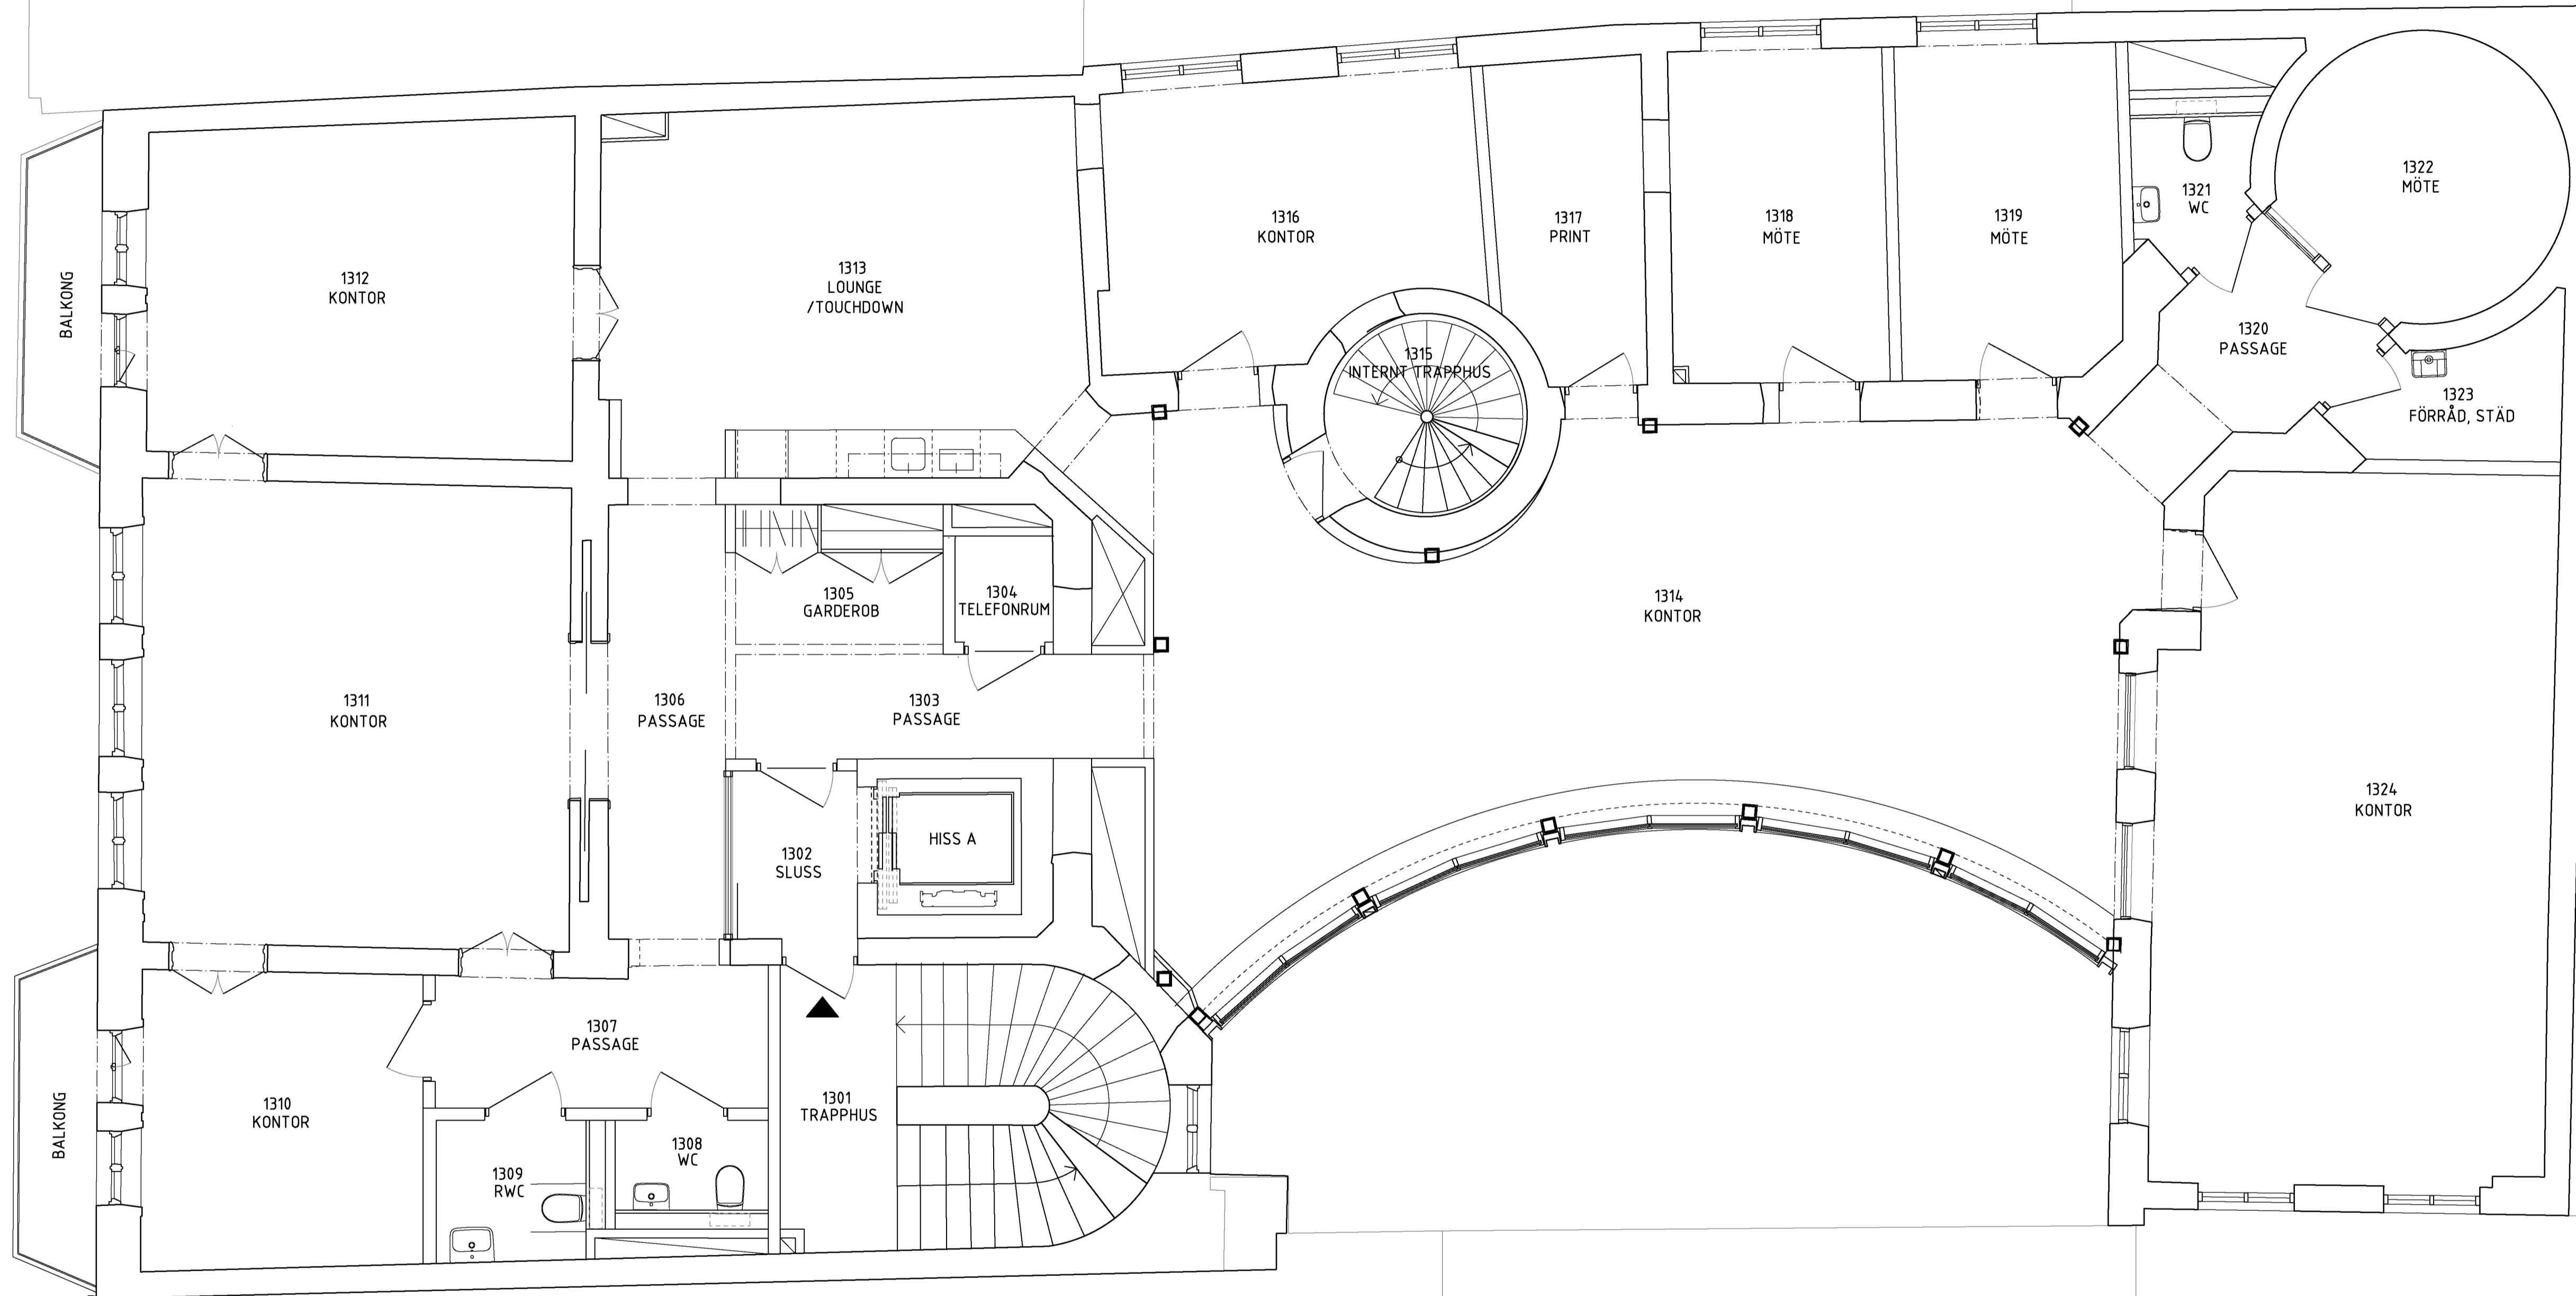 BALKONG
1312
KONTOR
1313
LOUNGE
/TOUCHDOWN
1316
KONTOR
1317
PRINT
1318
MÖTE
1319
MÖTE
1321
WC
1322
MÖTE
1315
INTERNT TRAPPHUS
1320
PASSAGE
1323
FÖRRÅD, STÄD
1305
GARDEROB
1304
TELEFONRUM
1314
KONTOR
1311
KONTOR
1306
PASSAGE
1303
PASSAGE
1324
KONTOR
1302
SLUSS
HISS A
1307
PASSAGE
1310
KONTOR
1301
TRAPPHUS
BALKONG
1308
WC
1309
RWC